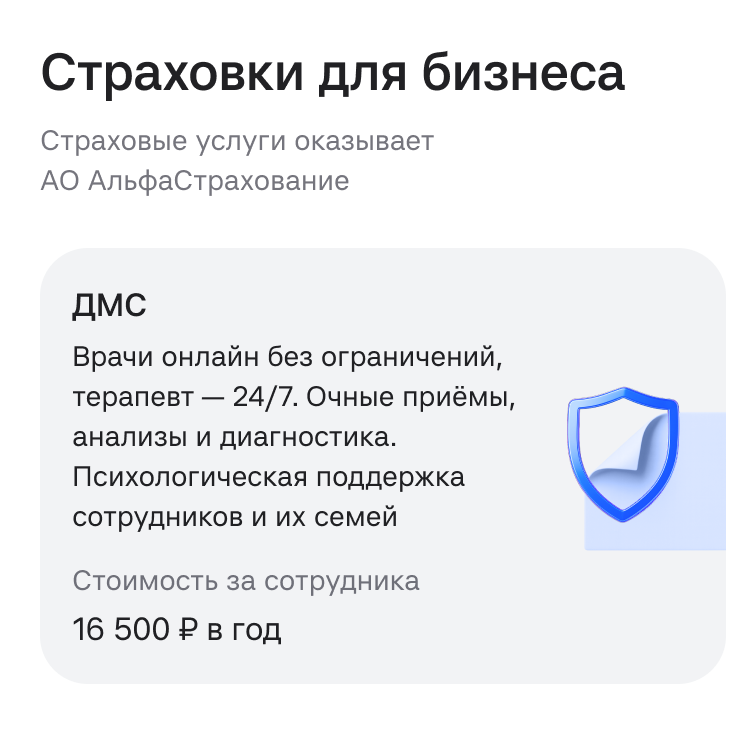 Страховки для бизнеса
Страховые услуги оказывает
АО АльфаСтрахование
ДМС
Врачи онлайн без ограничений,
терапевт — 24/7. Очные приёмы,
анализы и диагностика.
Психологическая поддержка
сотрудников и их семей
Стоимость за сотрудника
16 500 ₽ в год